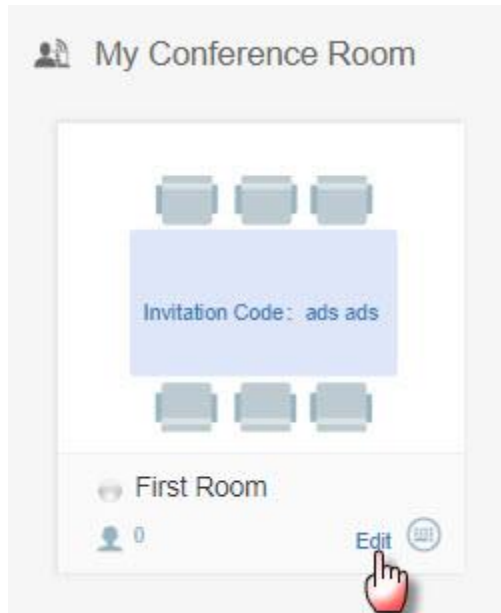 My Conference Room
Invitation Code: ads ads
First Room
0
Edit